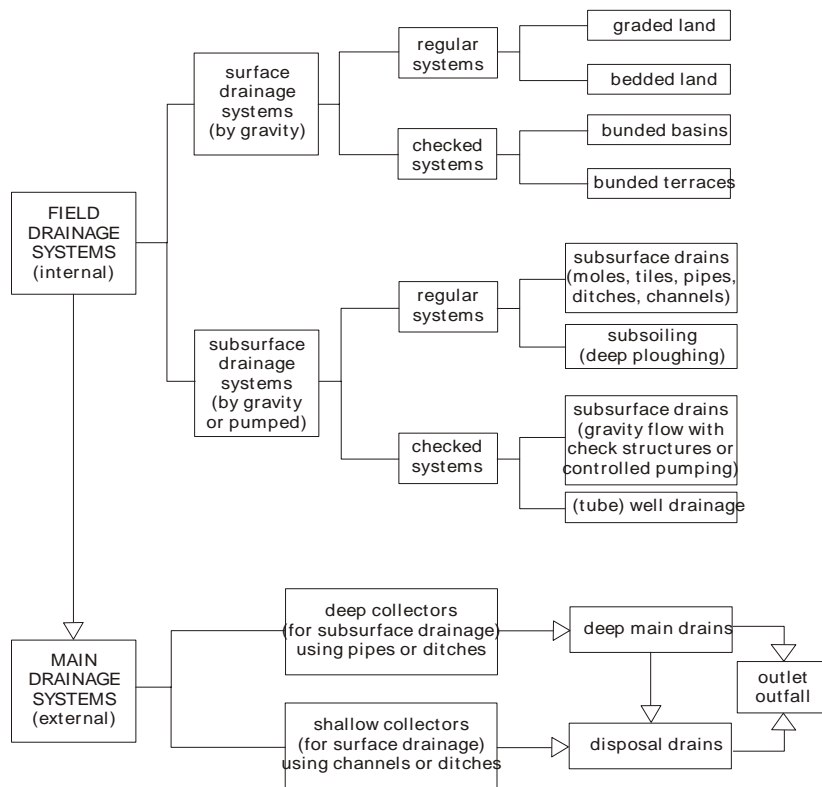 FIELD
DRAINAGE
SYSTEMS
(internal)
surface
drainage
systems
(by gravity)
regular
systems
graded land
bedded land
checked
systems
bunded basins
bunded terraces
subsurface
drainage
systems
(by gravity
or pumped)
regular
systems
subsurface drains
(moles, tiles, pipes,
ditches, channels)
subsoiling
(deep ploughing)
checked
systems
subsurface drains
(gravity flow with
check structures or
controlled pumping)
(tube) well drainage
MAIN
DRAINAGE
SYSTEMS
(external)
deep collectors
(for subsurface drainage)
using pipes or ditches
deep main drains
shallow collectors
(for surface drainage)
using channels or ditches
disposal drains
outlet
outfall